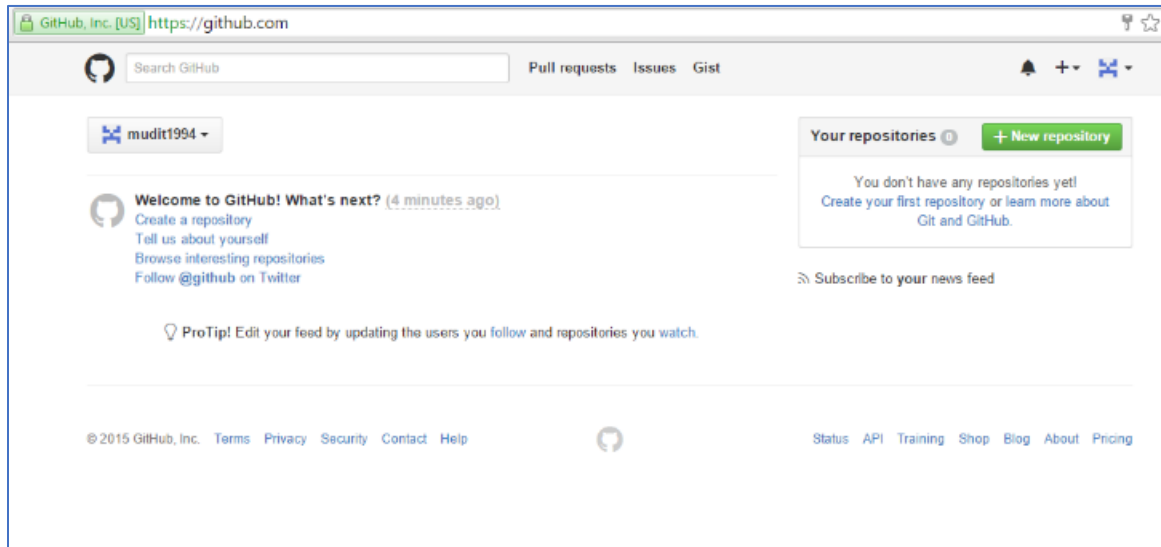 GitHub, Inc. [US] https://github.com
Search GitHub Pull requests Issues Gist
mudit1994
Your repositories 0 + New repository
You don't have any repositories yet!
Create your first repository or learn more about
Git and GitHub.
Welcome to GitHub! What's next? (4 minutes ago)
Create a repository
Tell us about yourself
Browse interesting repositories
Follow @github on Twitter
Subscribe to your news feed
ProTip! Edit your feed by updating the users you follow and repositories you watch.
© 2015 GitHub, Inc. Terms Privacy Security Contact Help
Status API Training Shop Blog About Pricing